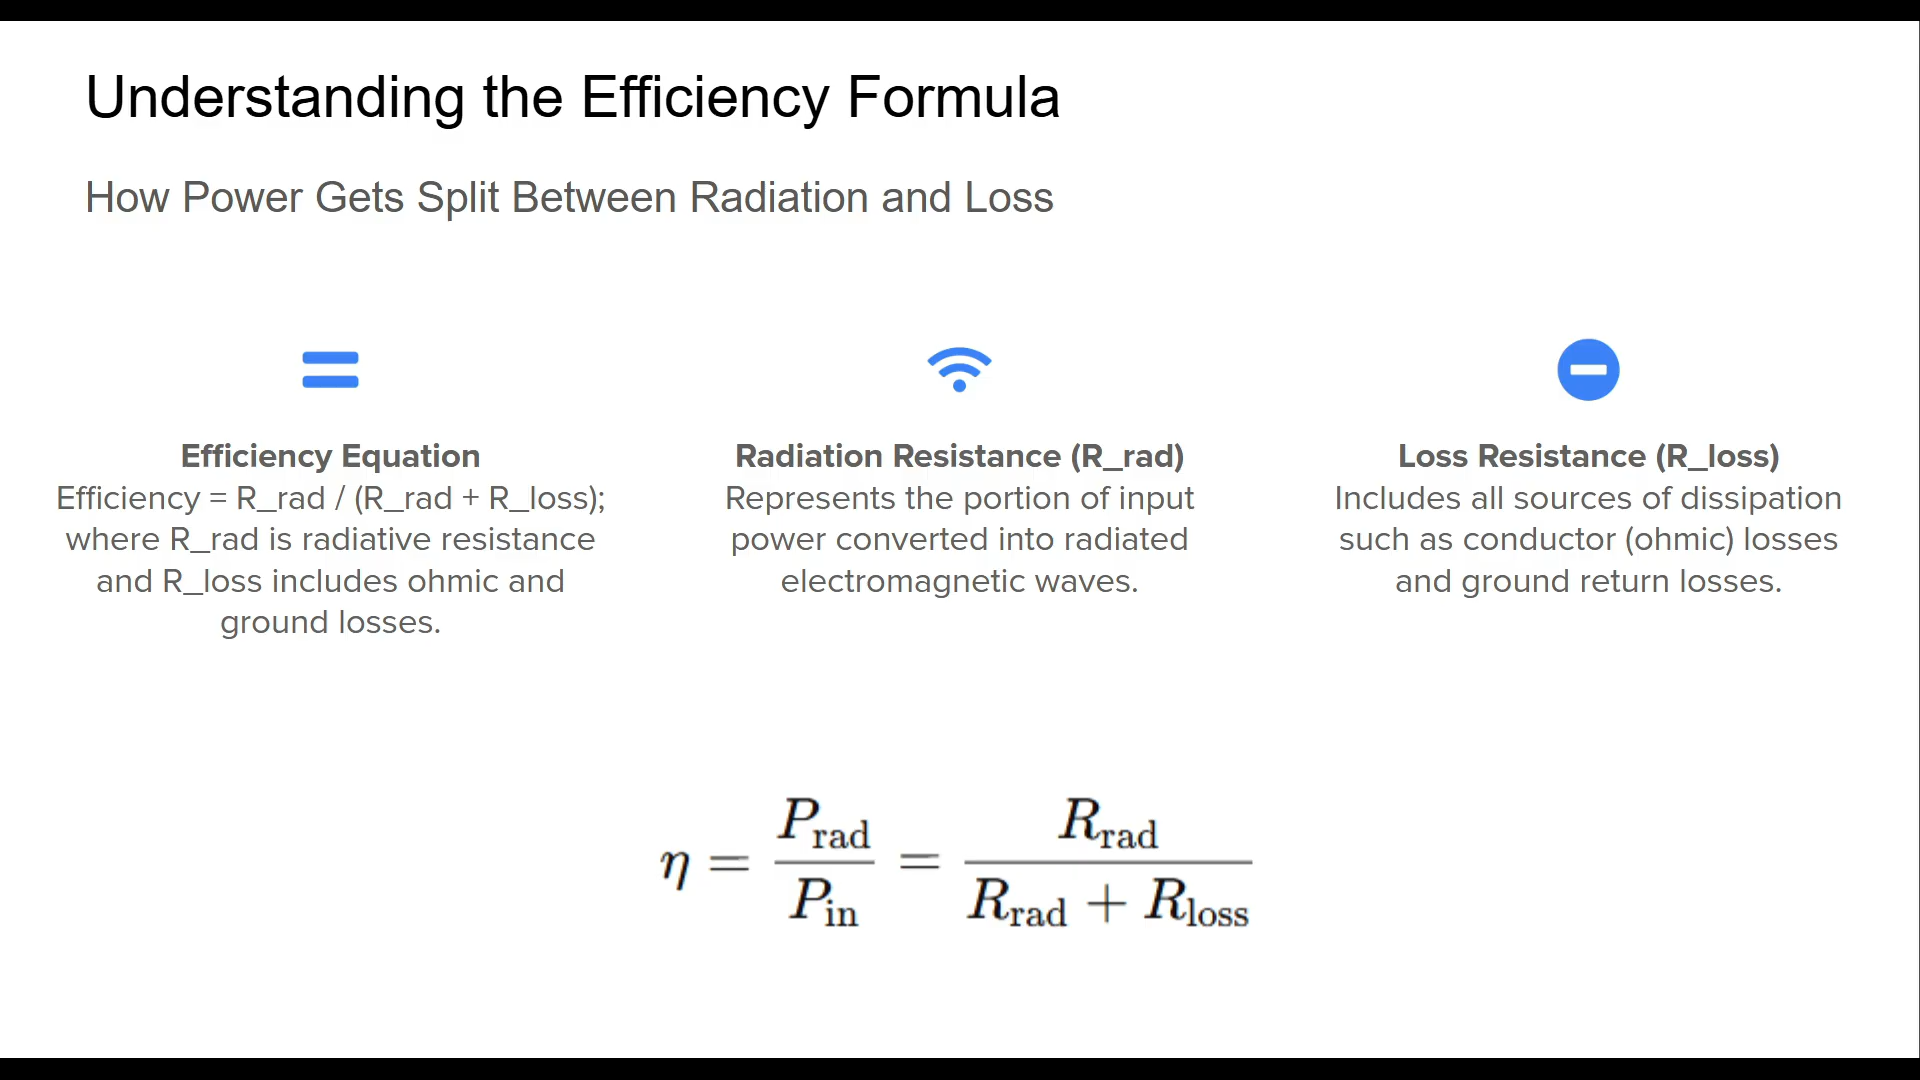 Understanding the Efficiency Formula
How Power Gets Split Between Radiation and Loss
Efficiency Equation
Efficiency = R_rad / (R_rad + R_loss);
where R_rad is radiative resistance
and R_loss includes ohmic and
ground losses.
Radiation Resistance (R_rad)
Represents the portion of input
power converted into radiated
electromagnetic waves.
Loss Resistance (R_loss)
Includes all sources of dissipation
such as conductor (ohmic) losses
and ground return losses.
η = P_rad / P_in = R_rad / (R_rad + R_loss)